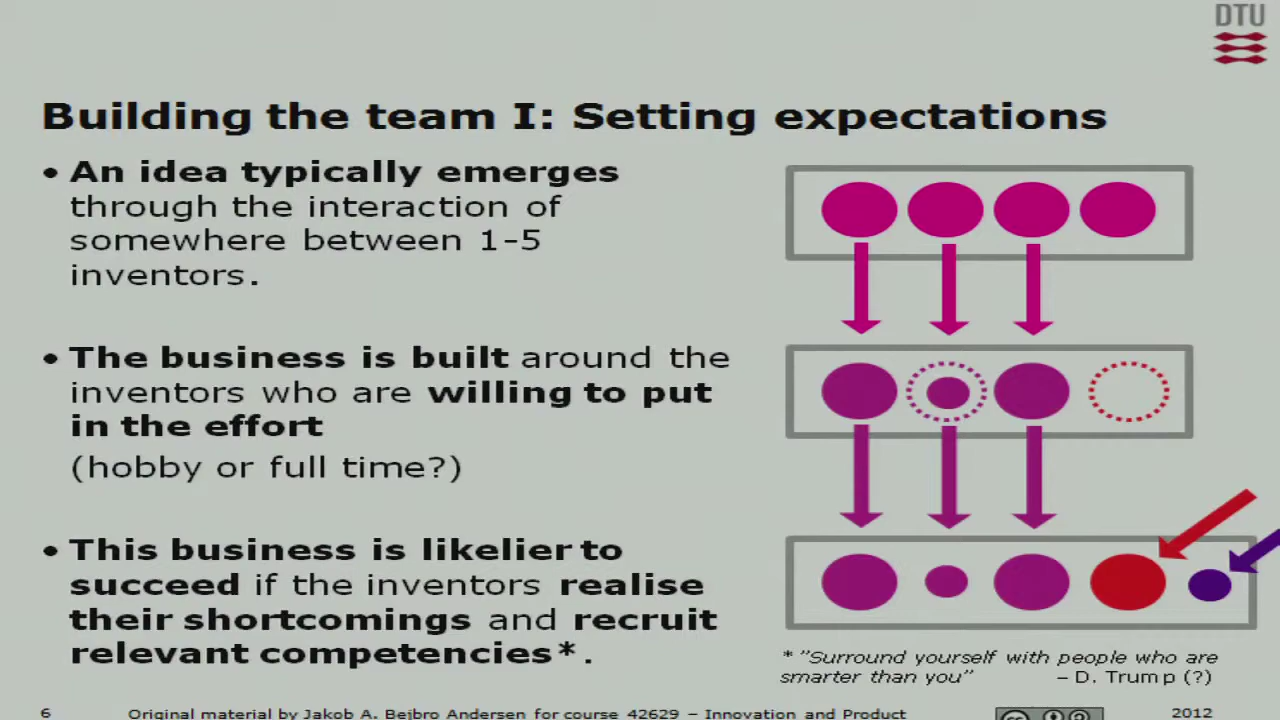 DTU
Building the team I: Setting expectations
• An idea typically emerges
through the interaction of
somewhere between 1-5
inventors.
• The business is built around the
inventors who are willing to put
in the effort
(hobby or full time?)
• This business is likelier to
succeed if the inventors realise
their shortcomings and recruit
relevant competencies*.
* "Surround yourself with people who are
smarter than you" – D. Trump (?)
6 Original material by Jakob A. Bejbro Andersen for course 42629 – Innovation and Product 2012